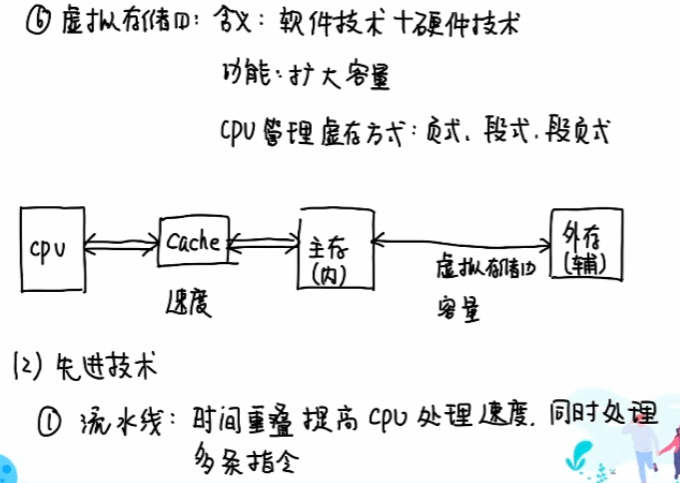 ⑥ 虚拟存储ID: 含义: 软件技术+硬件技术
功能: 扩大容量
CPU管理虚存方式: 页式、段式、段页式
CPU
Cache
主存
(内)
外存
(辅)
虚拟存储ID
速度
容量
(2) 先进技术
① 流水线: 时间重叠提高CPU处理速度. 同时处理
多条指令